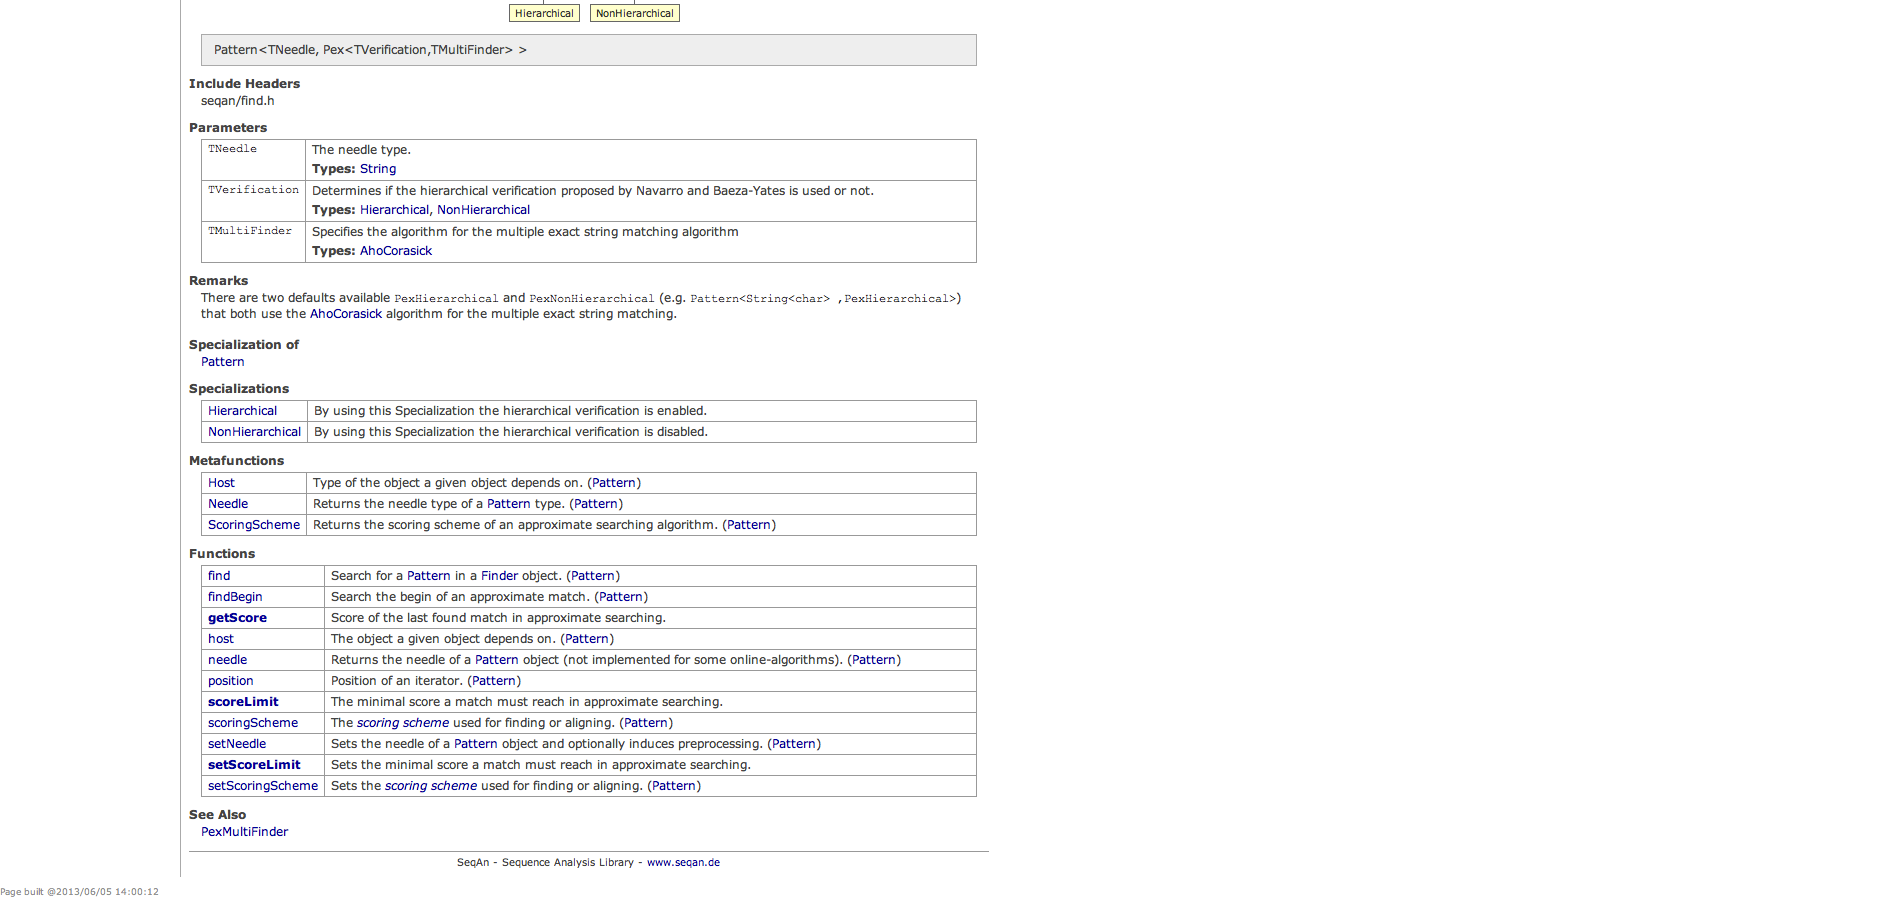 Hierarchical NonHierarchical
Pattern<TNeedle, Pex<TVerification,TMultiFinder> >
Include Headers
seqan/find.h
Parameters
TNeedle The needle type.
Types: String
TVerification Determines if the hierarchical verification proposed by Navarro and Baeza-Yates is used or not.
Types: Hierarchical, NonHierarchical
TMultiFinder Specifies the algorithm for the multiple exact string matching algorithm
Types: AhoCorasick
Remarks
There are two defaults available PexHierarchical and PexNonHierarchical (e.g. Pattern<String<char> ,PexHierarchical>)
that both use the AhoCorasick algorithm for the multiple exact string matching.
Specialization of
Pattern
Specializations
Hierarchical By using this Specialization the hierarchical verification is enabled.
NonHierarchical By using this Specialization the hierarchical verification is disabled.
Metafunctions
Host Type of the object a given object depends on. (Pattern)
Needle Returns the needle type of a Pattern type. (Pattern)
ScoringScheme Returns the scoring scheme of an approximate searching algorithm. (Pattern)
Functions
find Search for a Pattern in a Finder object. (Pattern)
findBegin Search the begin of an approximate match. (Pattern)
getScore Score of the last found match in approximate searching.
host The object a given object depends on. (Pattern)
needle Returns the needle of a Pattern object (not implemented for some online-algorithms). (Pattern)
position Position of an iterator. (Pattern)
scoreLimit The minimal score a match must reach in approximate searching.
scoringScheme The scoring scheme used for finding or aligning. (Pattern)
setNeedle Sets the needle of a Pattern object and optionally induces preprocessing. (Pattern)
setScoreLimit Sets the minimal score a match must reach in approximate searching.
setScoringScheme Sets the scoring scheme used for finding or aligning. (Pattern)
See Also
PexMultiFinder
SeqAn - Sequence Analysis Library - www.seqan.de
Page built @2013/06/05 14:00:12